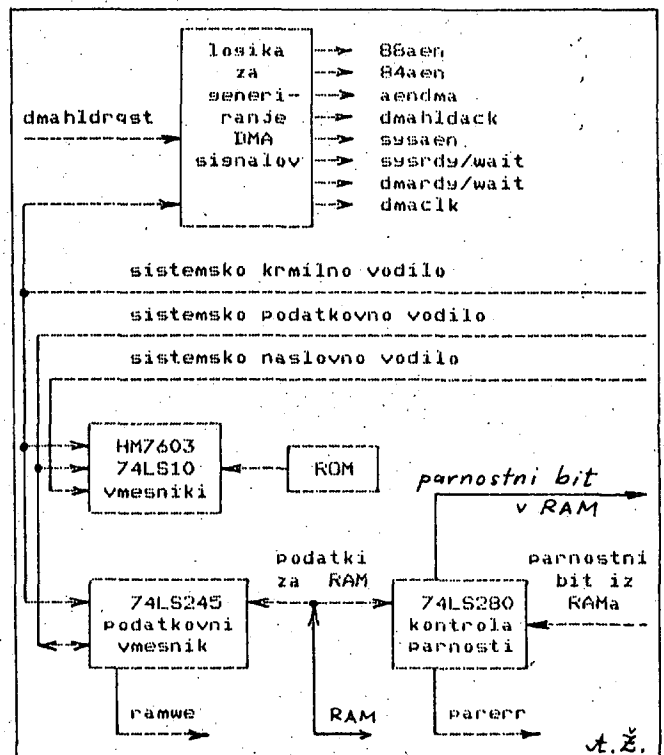 logika
za
generi-
ranje
DMA
signalov
88aen
84aen
aendma
dmahldack
sysaen
sysrdy/wait
dmardy/wait
dmaclk
dmahldrqst
sistemsko krmilno vodilo
sistemsko podatkovno vodilo
sistemsko naslovno vodilo
HM7603
74LS10
vmesniki
ROM
parnostni bit
v RAM
podatki
za RAM
parnostni
bit iz
RAMa
74LS245
podatkovni
vmesnik
74LS280
kontrola
parnosti
ramwe
RAM
parerr
A.Ž.